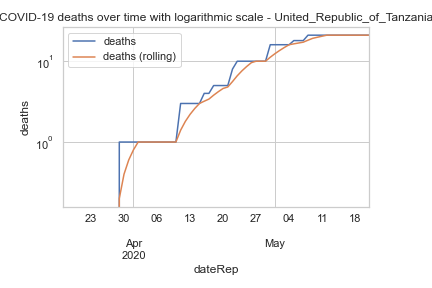 COVID-19 deaths over time with logarithmic scale - United_Republic_of_Tanzania
deaths
deaths (rolling)
10¹
10⁰
deaths
23 30 06 13 20 27 04 11 18
Apr May
2020
dateRep